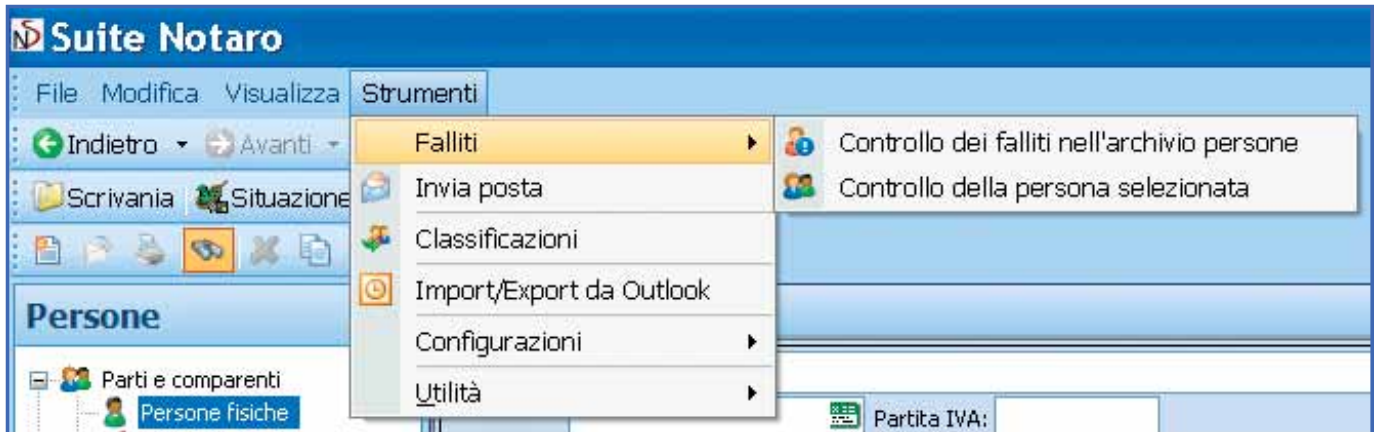 Suite Notaro
File Modifica Visualizza Strumenti
Indietro Avanti
Falliti
Controllo dei falliti nell'archivio persone
Controllo della persona selezionata
Scrivania Situazione
Invia posta
Classificazioni
Import/Export da Outlook
Configurazioni
Utilità
Persone
Parti e comparenti
Persone fisiche
Partita IVA: